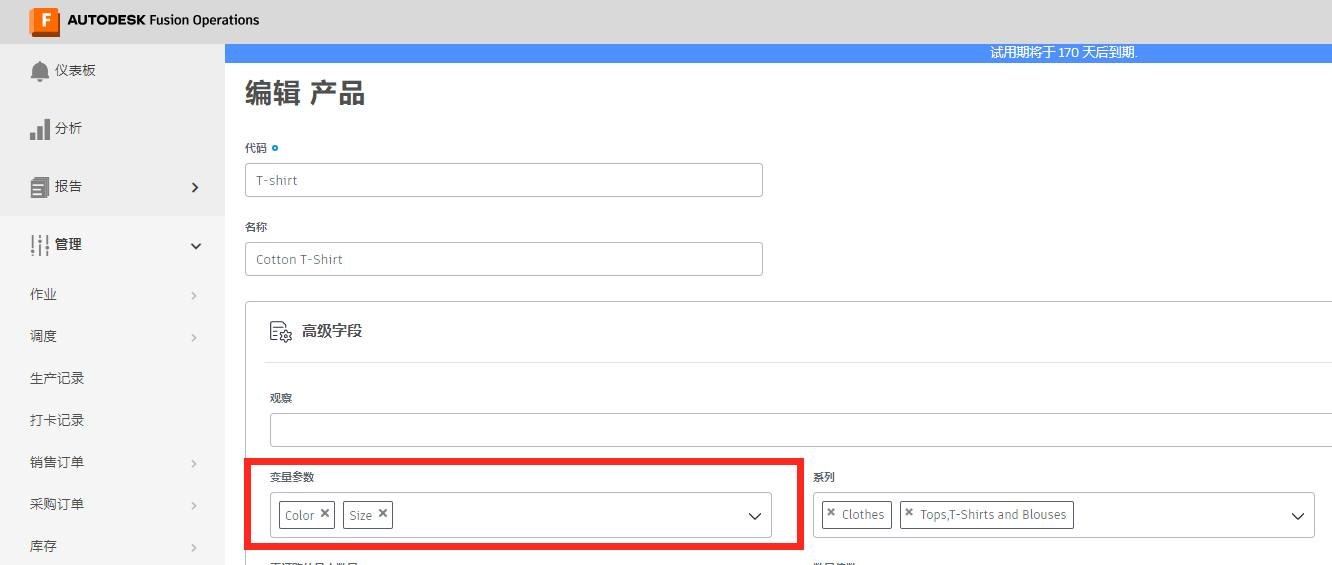 AUTODESK Fusion Operations
试用期将于 170 天后到期.
仪表板
分析
报告
管理
作业
调度
生产记录
打卡记录
销售订单
采购订单
库存
编辑 产品
代码
T-shirt
名称
Cotton T-Shirt
高级字段
观察
变量参数
Color × Size ×
系列
× Clothes × Tops,T-Shirts and Blouses